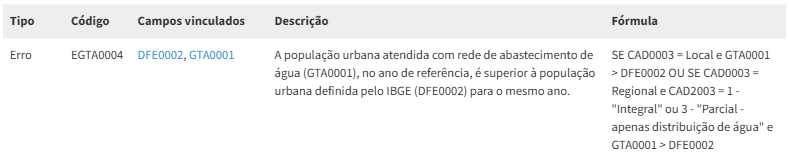 Tipo Código Campos vinculados Descrição Fórmula
Erro EGTA0004 DFE0002, GTA0001 A população urbana atendida com rede de abastecimento de SE CAD0003 = Local e GTA0001
água (GTA0001), no ano de referência, é superior à população > DFE0002 OU SE CAD0003 =
urbana definida pelo IBGE (DFE0002) para o mesmo ano. Regional e CAD2003 = 1 -
"Integral" ou 3 - "Parcial -
apenas distribuição de água" e
GTA0001 > DFE0002